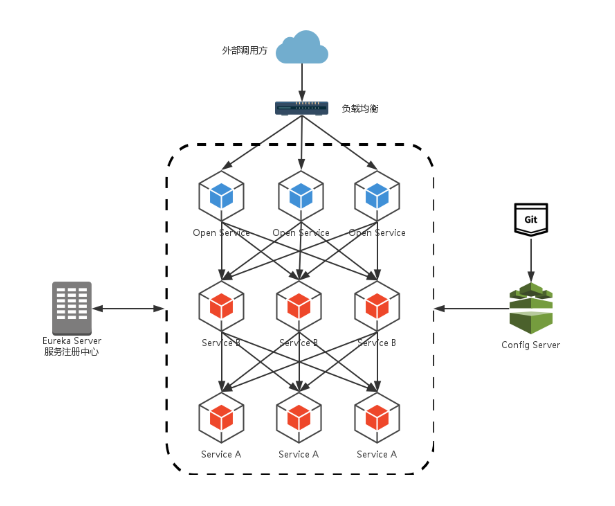 外部调用方
负载均衡
Open Service
Open Service
Open Service
Git
Service B
Service B
Service B
Eureka Server
服务注册中心
Config Server
Service A
Service A
Service A